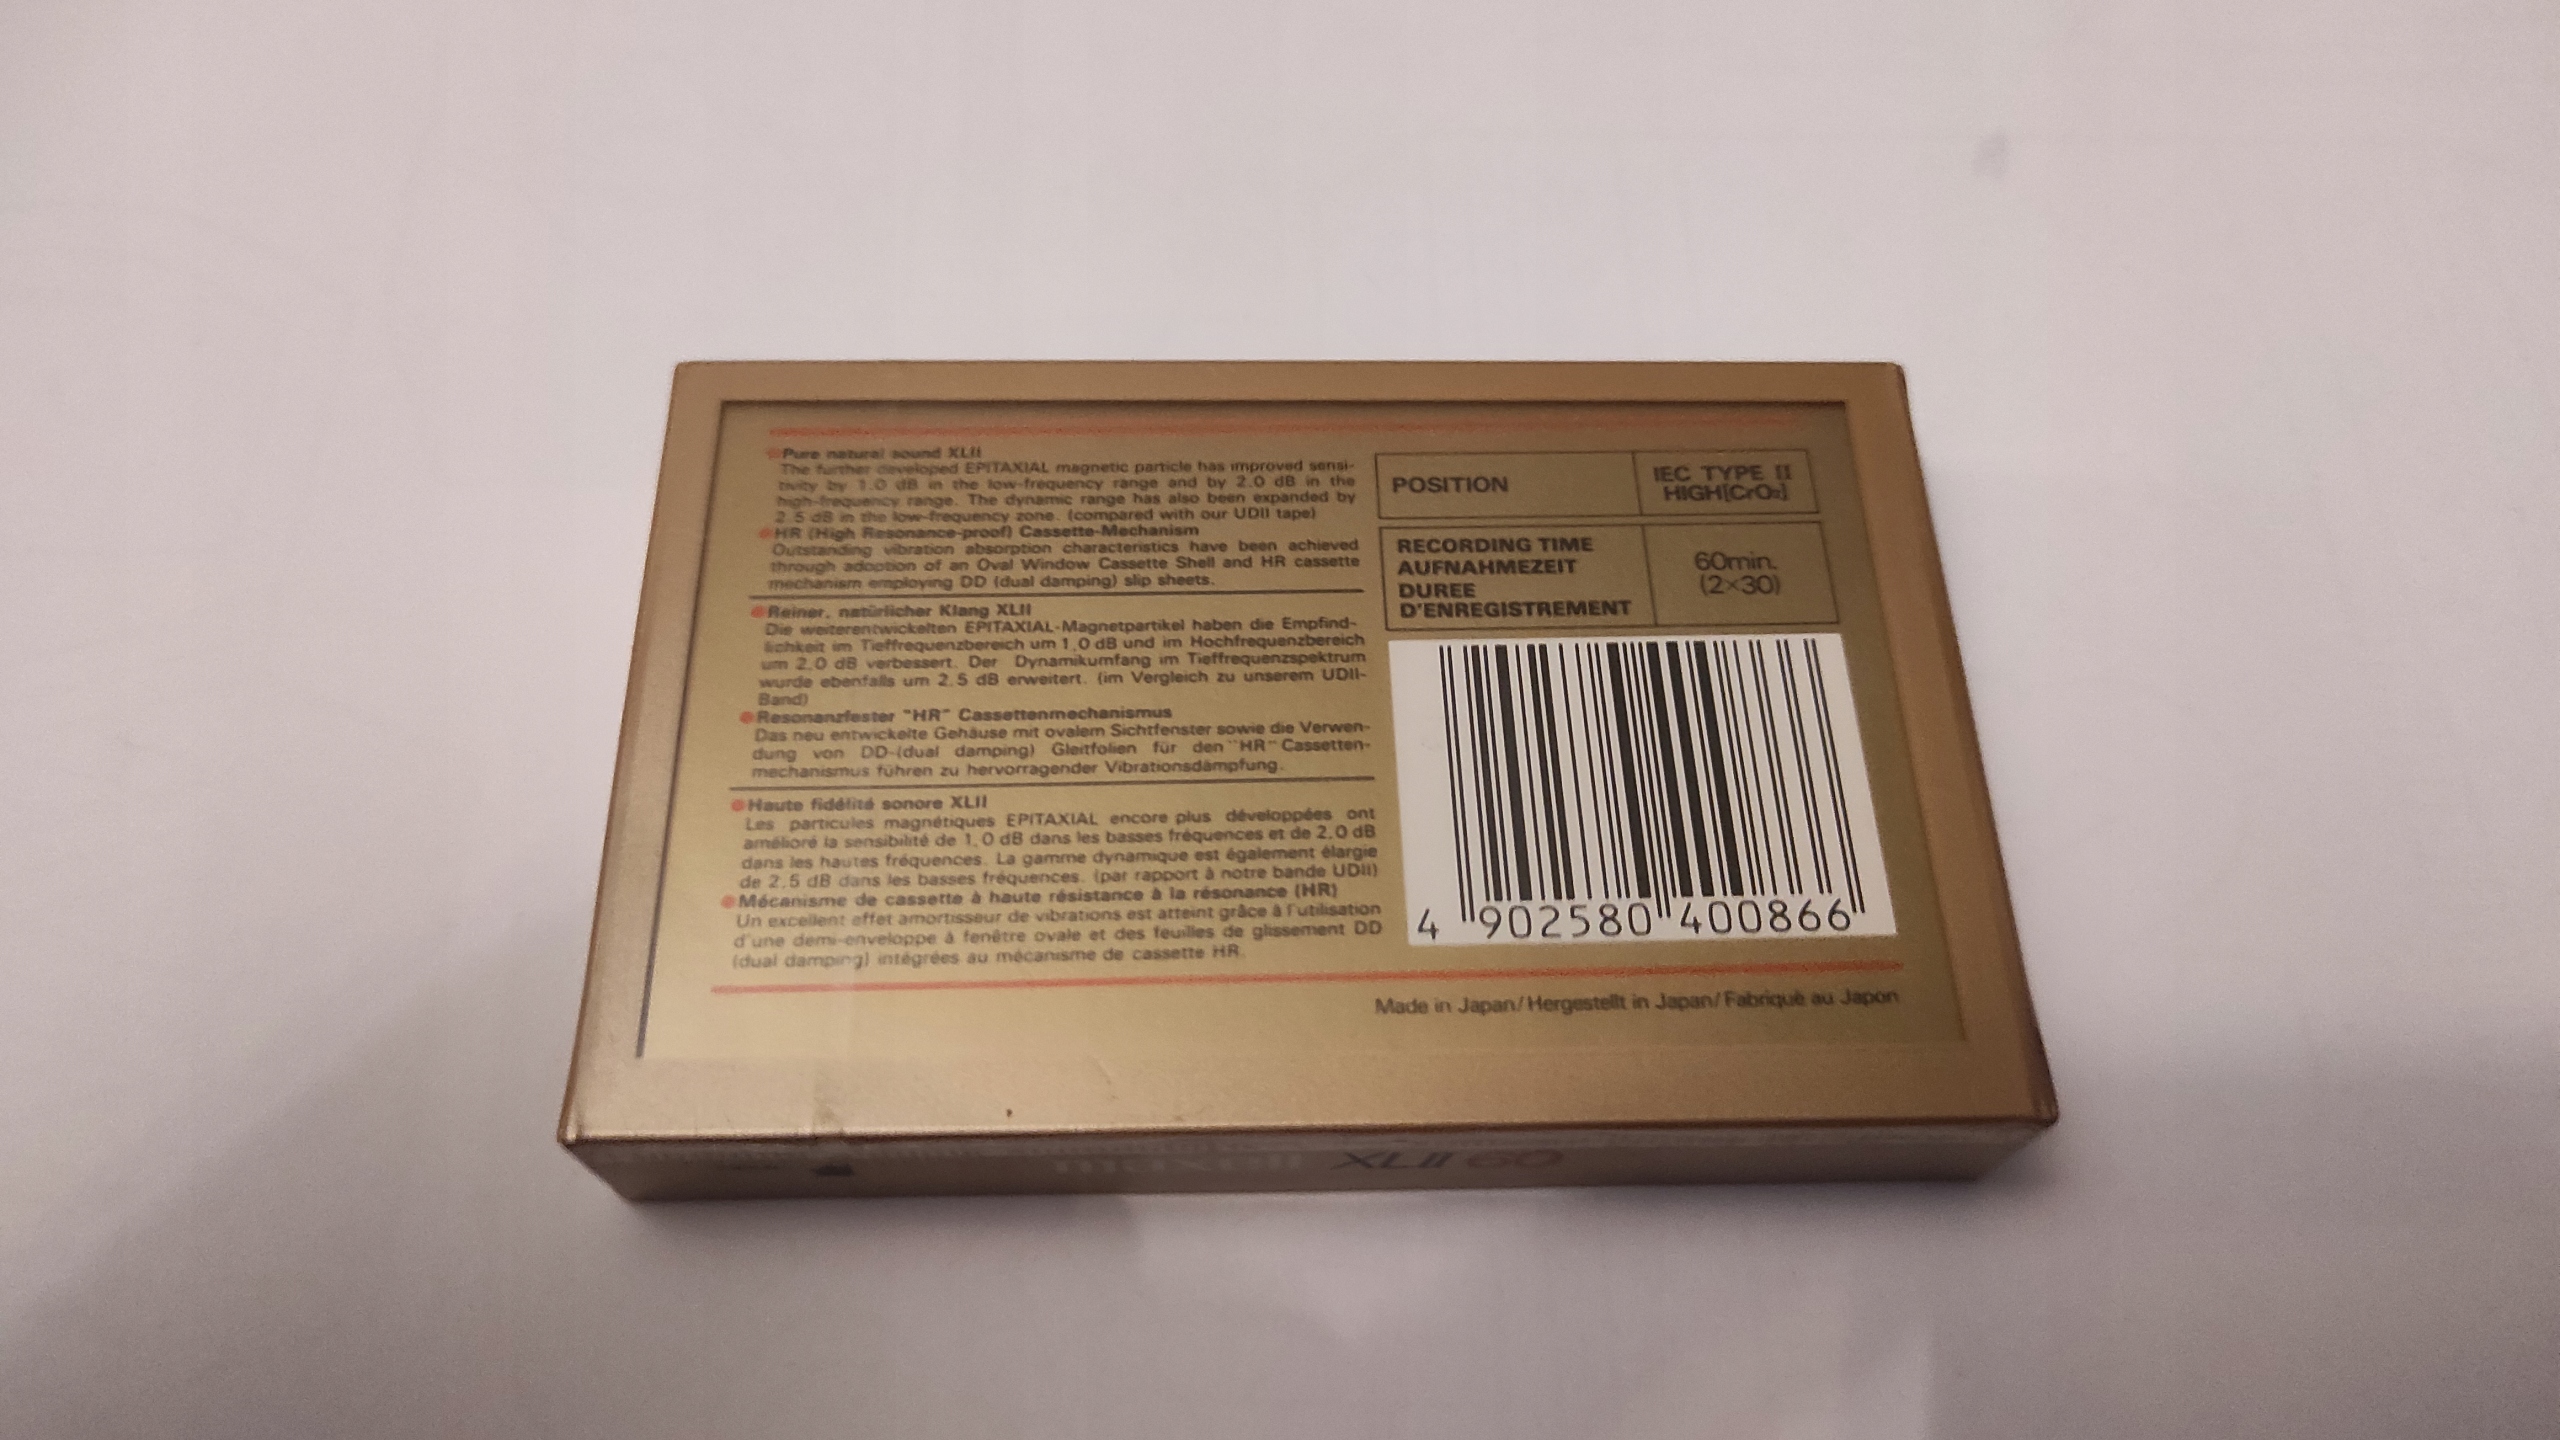 Pure natural sound XLII
The further developed EPITAXIAL magnetic particle has improved sensi-
tivity by 1.0 dB in the low-frequency range and by 2.0 dB in the
high-frequency range. The dynamic range has also been expanded by
2.5 dB in the low-frequency zone. (compared with our UDII tape)
HR (High Resonance-proof) Cassette-Mechanism
Outstanding vibration absorption characteristics have been achieved
through adoption of an Oval Window Cassette Shell and HR cassette
mechanism employing DD (dual damping) slip sheets.
Reiner, natürlicher Klang XLII
Die weiterentwickelten EPITAXIAL-Magnetpartikel haben die Empfind-
lichkeit im Tieffrequenzbereich um 1,0 dB und im Hochfrequenzbereich
um 2,0 dB verbessert. Der Dynamikumfang im Tieffrequenzspektrum
wurde ebenfalls um 2,5 dB erweitert. (im Vergleich zu unserem UDII-
Band)
Resonanzfester "HR" Cassettenmechanismus
Das neu entwickelte Gehäuse mit ovalem Sichtfenster sowie die Verwen-
dung von DD-(dual damping) Gleitfolien für den "HR" Cassetten-
mechanismus führen zu hervorragender Vibrationsdämpfung.
Haute fidélité sonore XLII
Les particules magnétiques EPITAXIAL encore plus développées ont
amélioré la sensibilité de 1,0 dB dans les basses fréquences et de 2,0 dB
dans les hautes fréquences. La gamme dynamique est également élargie
de 2,5 dB dans les basses fréquences. (par rapport à notre bande UDII)
Mécanisme de cassette à haute résistance à la résonance (HR)
Un excellent effet amortisseur de vibrations est atteint grâce à l'utilisation
d'une demi-enveloppe à fenêtre ovale et des feuilles de glissement DD
(dual damping) intégrées au mécanisme de cassette HR.
POSITION
IEC TYPE II
HIGH[CrO₂]
RECORDING TIME
AUFNAHMEZEIT
DUREE
D'ENREGISTREMENT
60min.
(2×30)
4 902580 400866
Made in Japan/Hergestellt in Japan/Fabriqué au Japon
maxell XLII 60